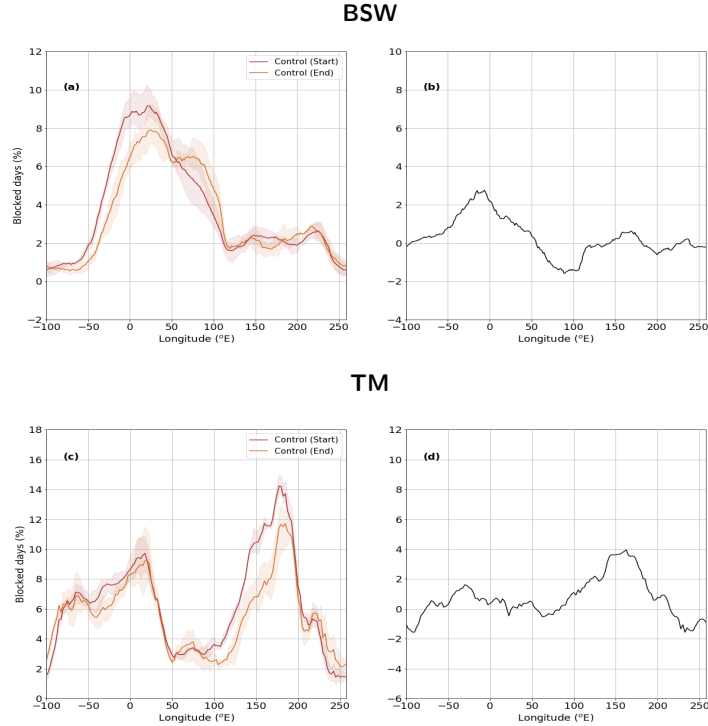 BSW
12
10
8
6
4
2
0
−2
−4
Blocked days (%)
(a)
Control (Start)
Control (End)
−100 −50 0 50 100 150 200 250
Longitude (°E)
10
8
6
4
2
0
−2
−4
(b)
−100 −50 0 50 100 150 200 250
Longitude (°E)
TM
18
16
14
12
10
8
6
4
2
0
Blocked days (%)
(c)
Control (Start)
Control (End)
−100 −50 0 50 100 150 200 250
Longitude (°E)
12
10
8
6
4
2
0
−2
−4
−6
(d)
−100 −50 0 50 100 150 200 250
Longitude (°E)